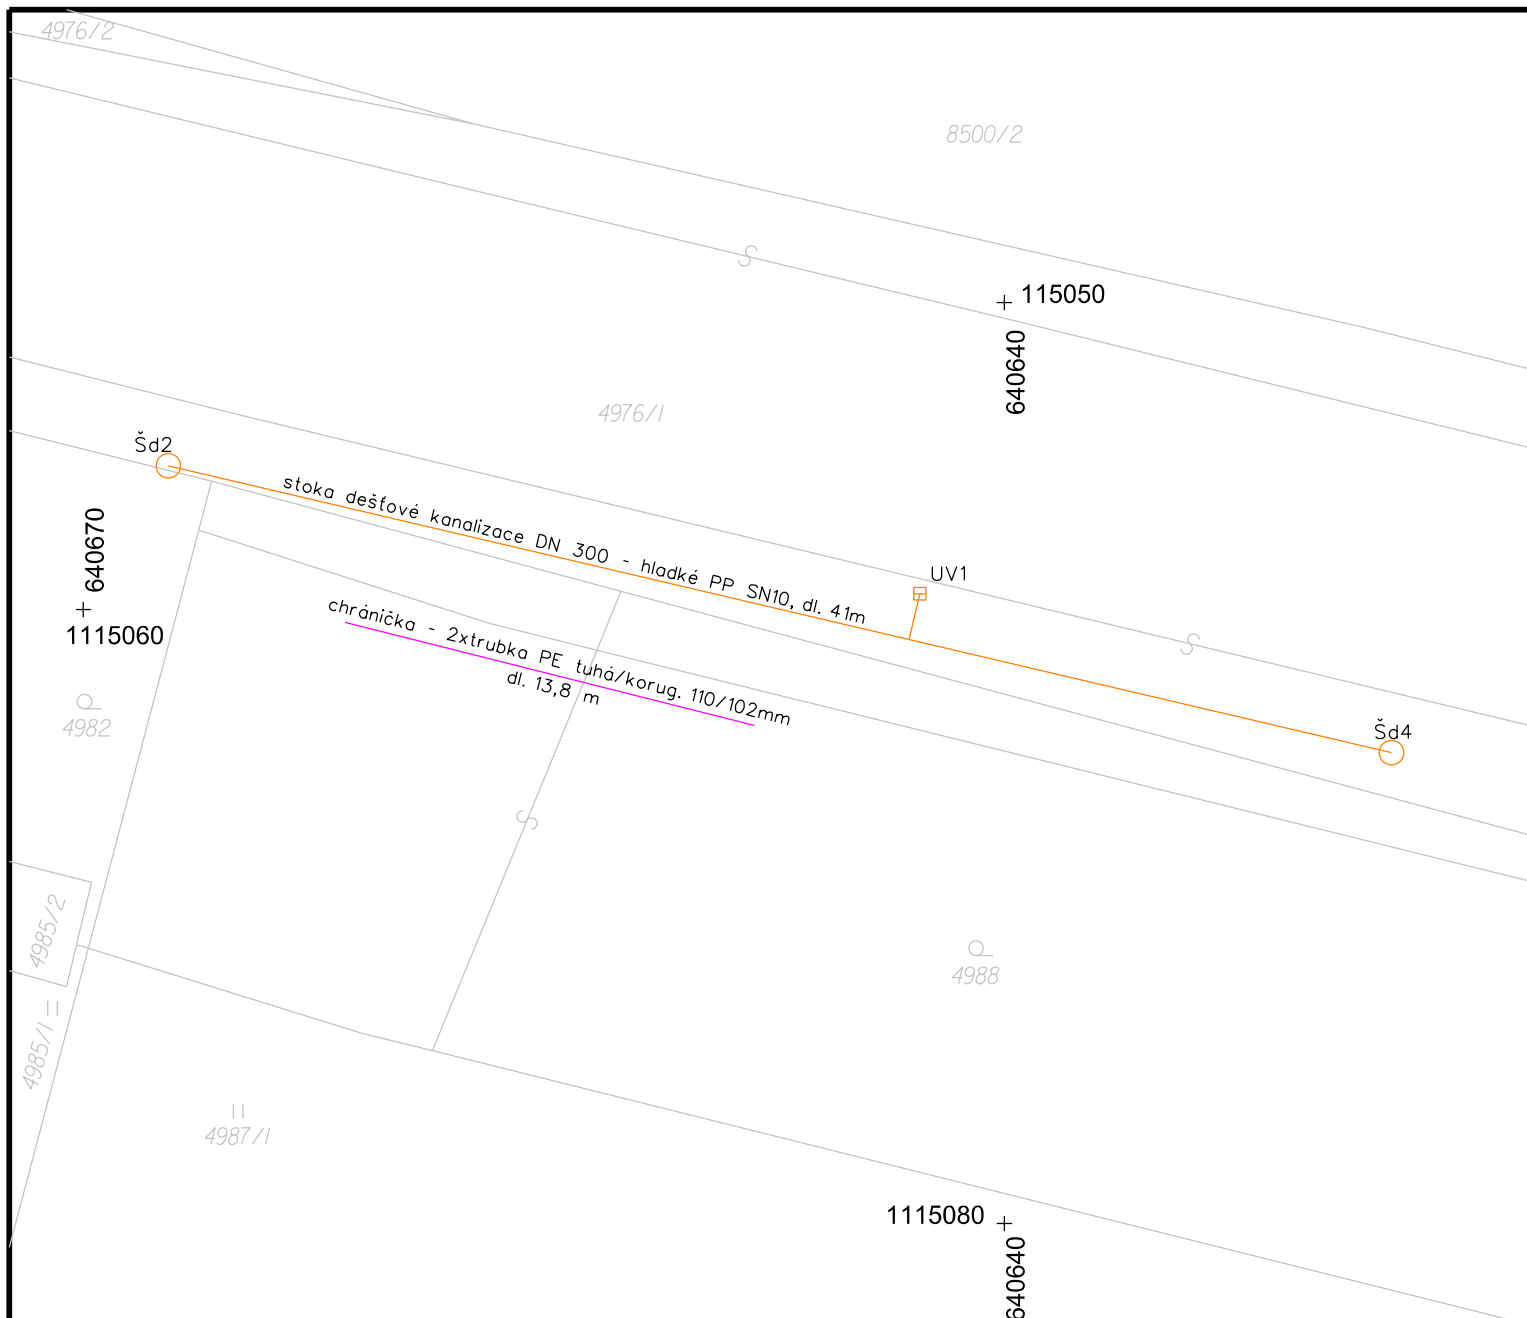 4976/2
8500/2
S
115050
640640
4976/1
Šd2
stoka dešťové kanalizace DN 300 - hladké PP SN10, dl. 41m
UV1
640670
1115060
chránička - 2xtrubka PE tuhá/korug. 110/102mm
dl. 13,8 m
S
Šd4
4982
S
4985/2
4988
4985/1
4987/1
1115080
640640